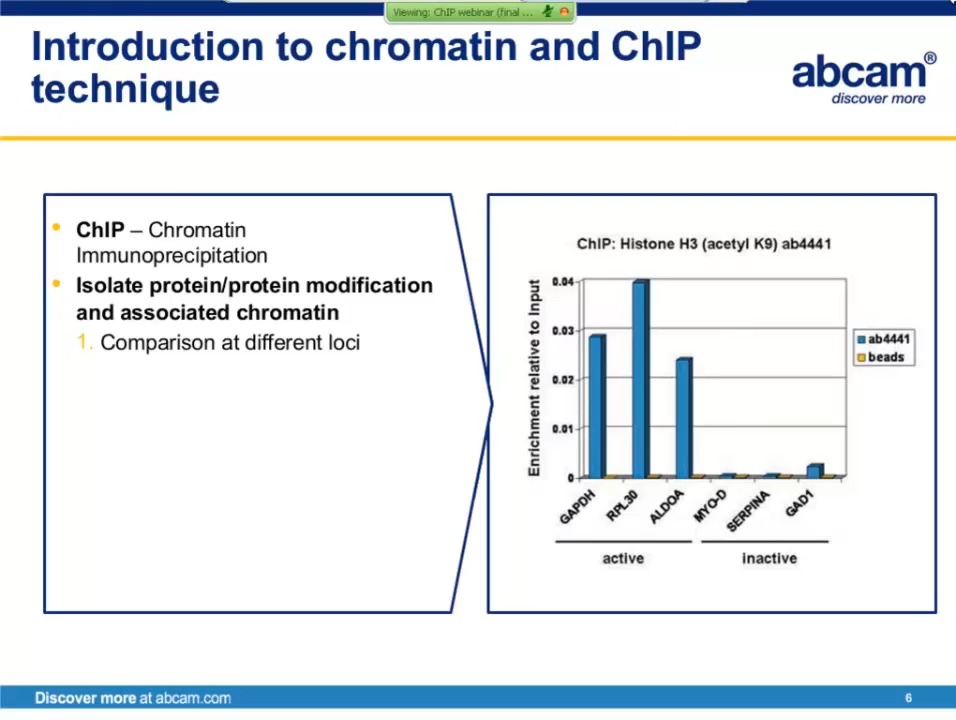 Viewing: ChIP webinar (final ...
Introduction to chromatin and ChIP
technique
abcam®
discover more
• ChIP – Chromatin
Immunoprecipitation
• Isolate protein/protein modification
and associated chromatin
1. Comparison at different loci
ChIP: Histone H3 (acetyl K9) ab4441
Enrichment relative to Input
0.04
0.03
0.02
0.01
0
ab4441
beads
GAPDH
RPL30
ALDOA
MYO-D
SERPINA
GAD1
active
inactive
Discover more at abcam.com
6